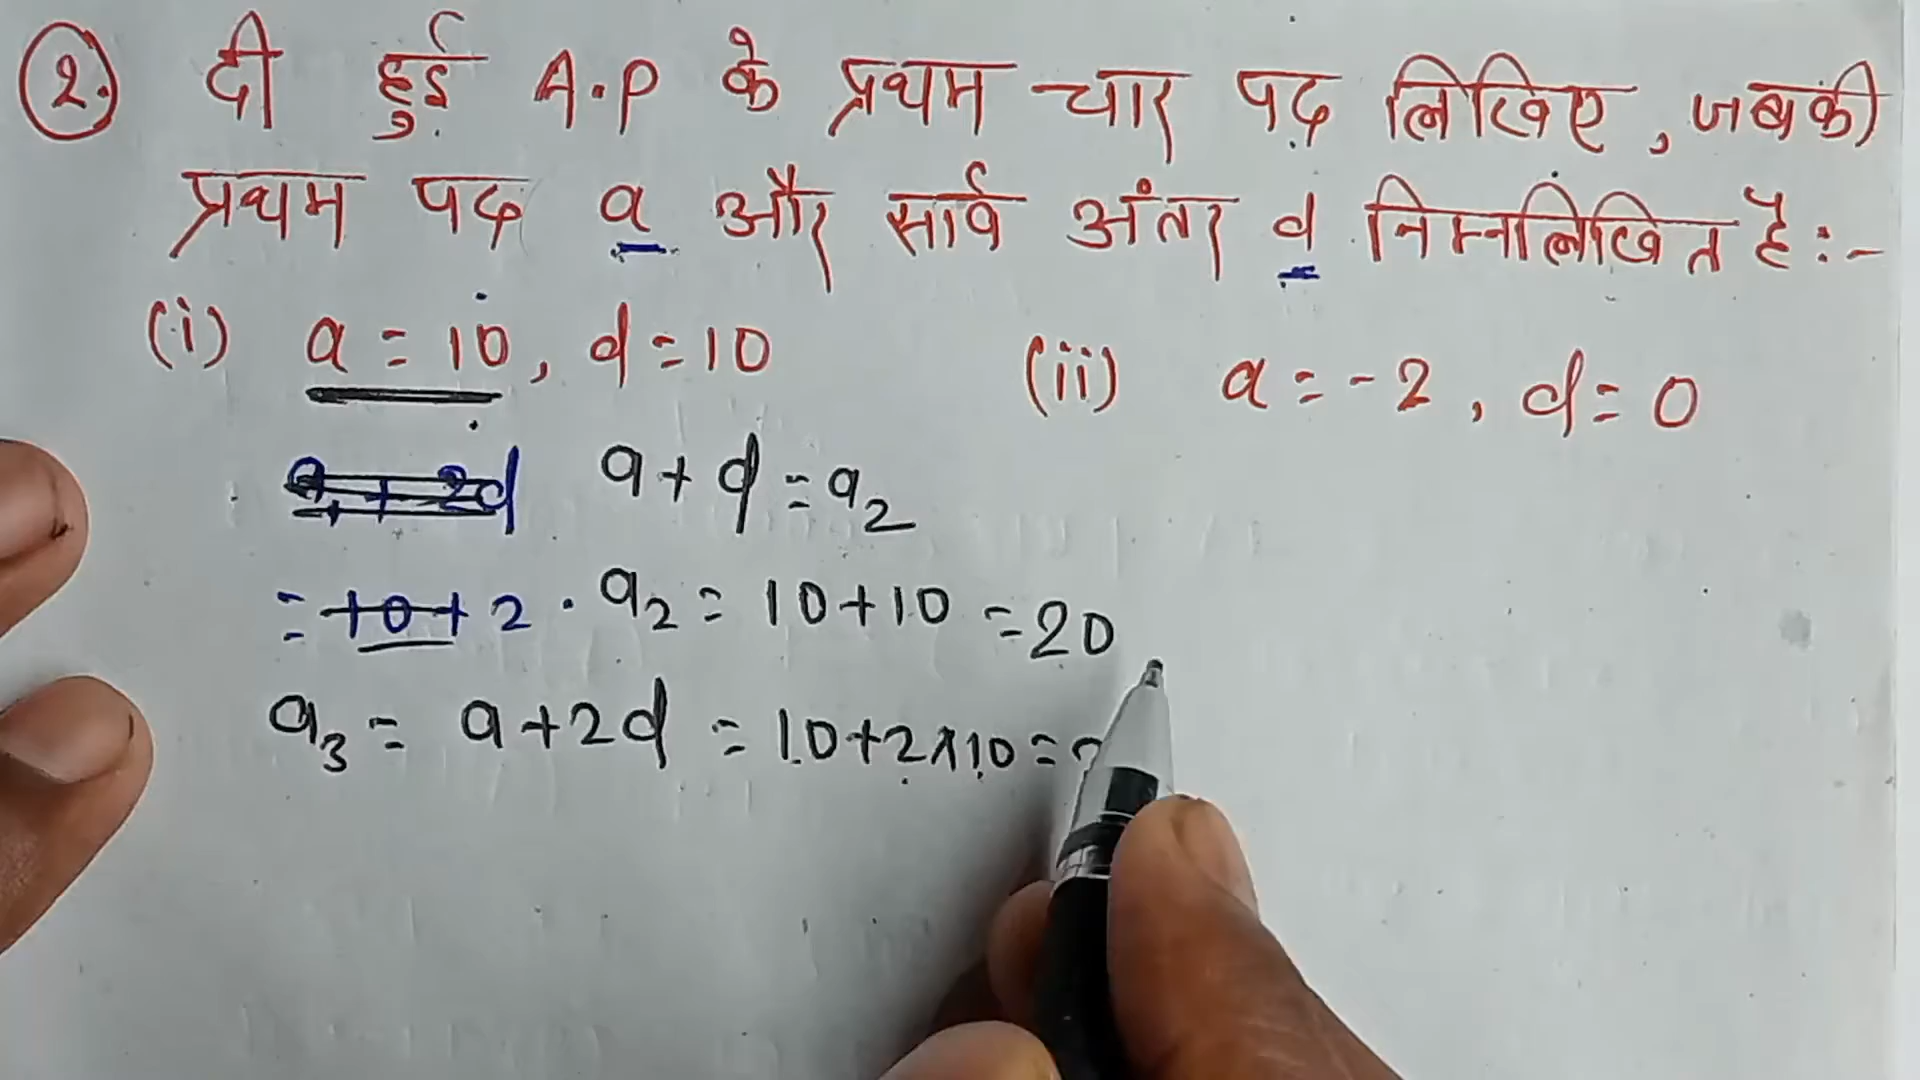 2. दी हुई A.P के प्रथम चार पद लिखिए, जबकी
प्रथम पद a और सार्व अंतर d निम्नलिखित है :-
(i) a = 10, d = 10
(ii) a = -2, d = 0
a + 2d a + d = a2
= 10 + 2 . a2 = 10 + 10 = 20
a3 = a + 2d = 10 + 2 × 10 =